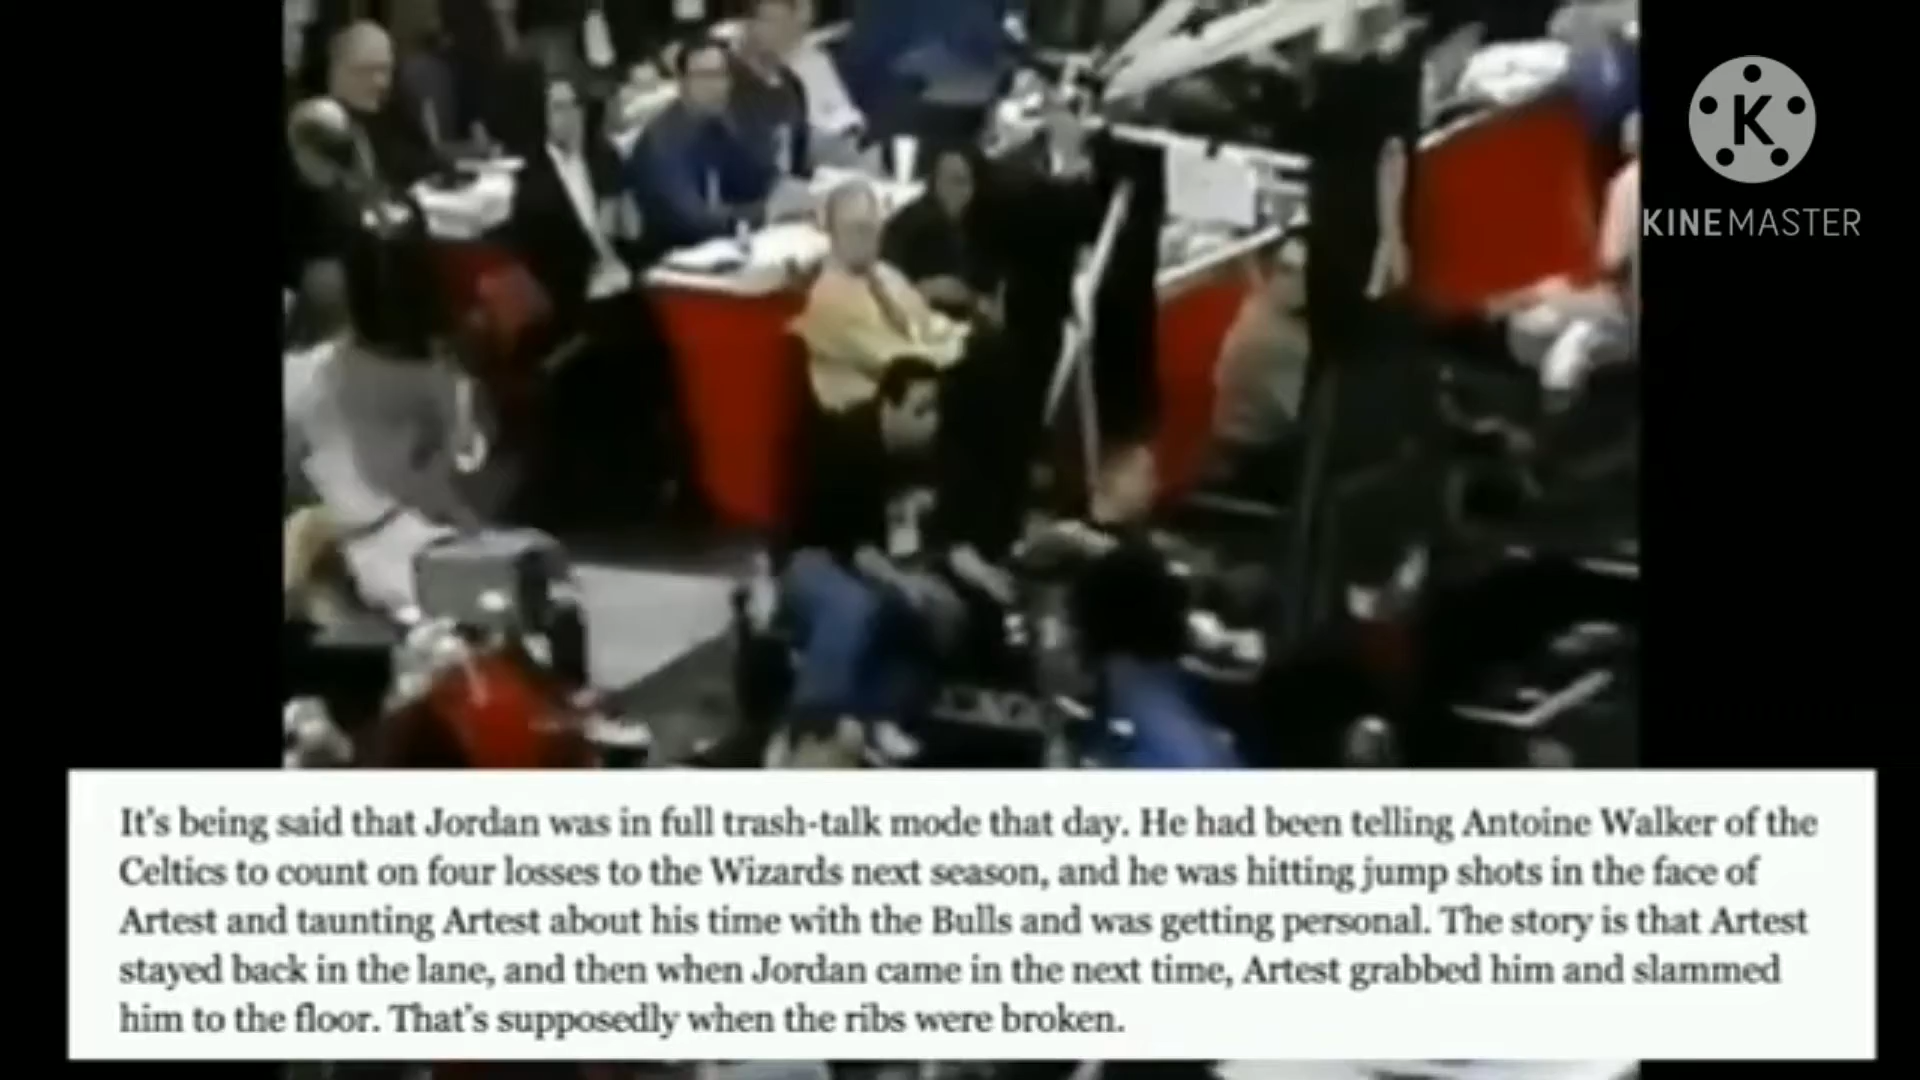 K
KINEMASTER
It's being said that Jordan was in full trash-talk mode that day. He had been telling Antoine Walker of the
Celtics to count on four losses to the Wizards next season, and he was hitting jump shots in the face of
Artest and taunting Artest about his time with the Bulls and was getting personal. The story is that Artest
stayed back in the lane, and then when Jordan came in the next time, Artest grabbed him and slammed
him to the floor. That's supposedly when the ribs were broken.